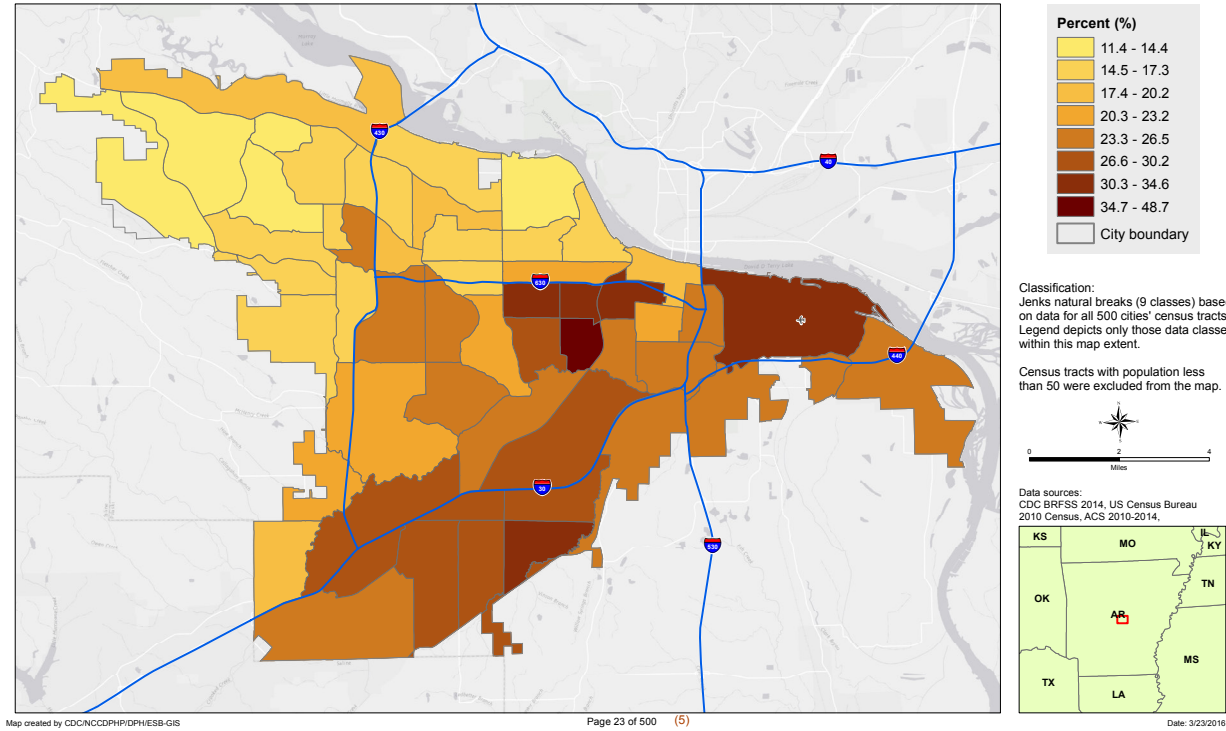 Percent (%)
11.4 - 14.4
14.5 - 17.3
17.4 - 20.2
20.3 - 23.2
23.3 - 26.5
26.6 - 30.2
30.3 - 34.6
34.7 - 48.7
City boundary
430
40
630
440
30
530
Classification:
Jenks natural breaks (9 classes) base
on data for all 500 cities' census tracts
Legend depicts only those data classe
within this map extent.
Census tracts with population less
than 50 were excluded from the map.
N
W
E
S
0 2 4
Miles
Data sources:
CDC BRFSS 2014, US Census Bureau
2010 Census, ACS 2010-2014,
KS
MO
IL
KY
OK
TN
AR
MS
TX
LA
Map created by CDC/NCCDPHP/DPH/ESB-GIS
Page 23 of 500 (5)
Date: 3/23/2016